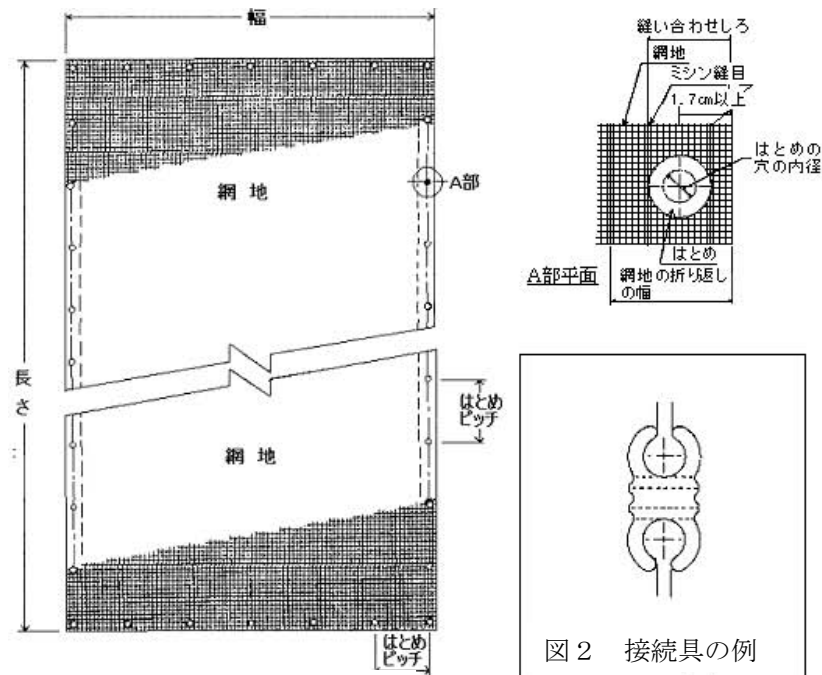 幅
長
さ
網 地
A部
網 地
はとめ
ピッチ
はとめ
ピッチ
縫い合わせしろ
網地
ミシン縫目
1.7cm以上
はとめの
穴の内径
はとめ
A部平面
網地の折り返し
の幅
図2 接続具の例